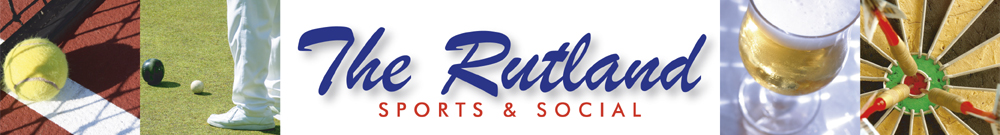 The Rutland
SPORTS & SOCIAL